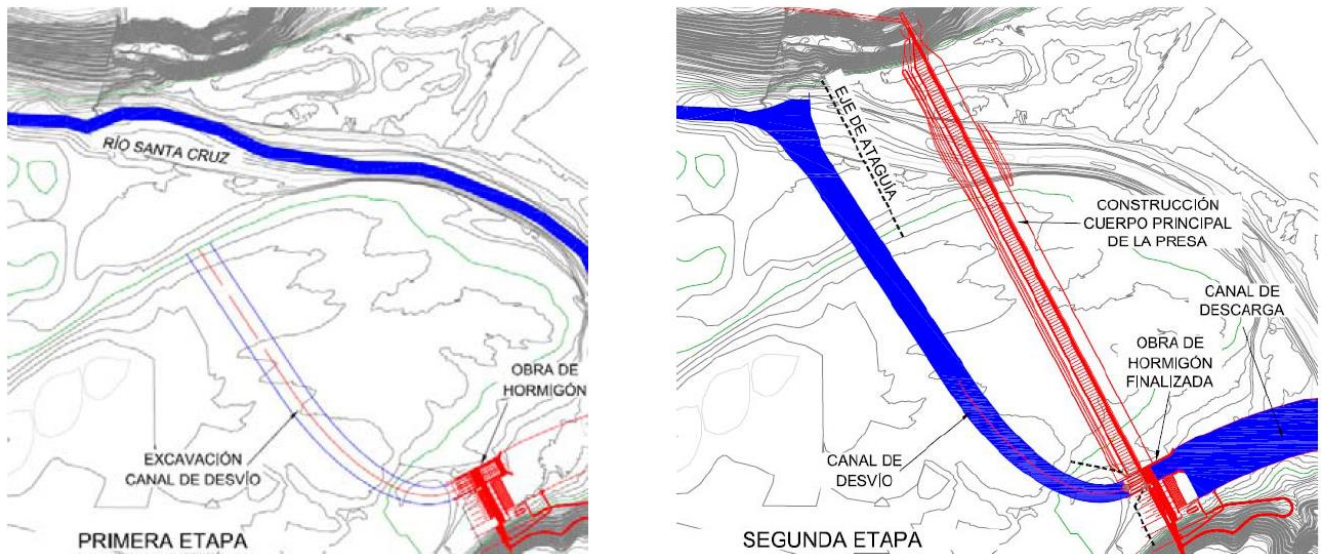 RÍO SANTA CRUZ
OBRA DE
HORMIGÓN
EXCAVACIÓN
CANAL DE DESVÍO
PRIMERA ETAPA
EJE DE ATAGUÍA
CONSTRUCCIÓN
CUERPO PRINCIPAL
DE LA PRESA
CANAL DE
DESCARGA
OBRA DE
HORMIGÓN
FINALIZADA
CANAL DE
DESVÍO
SEGUNDA ETAPA